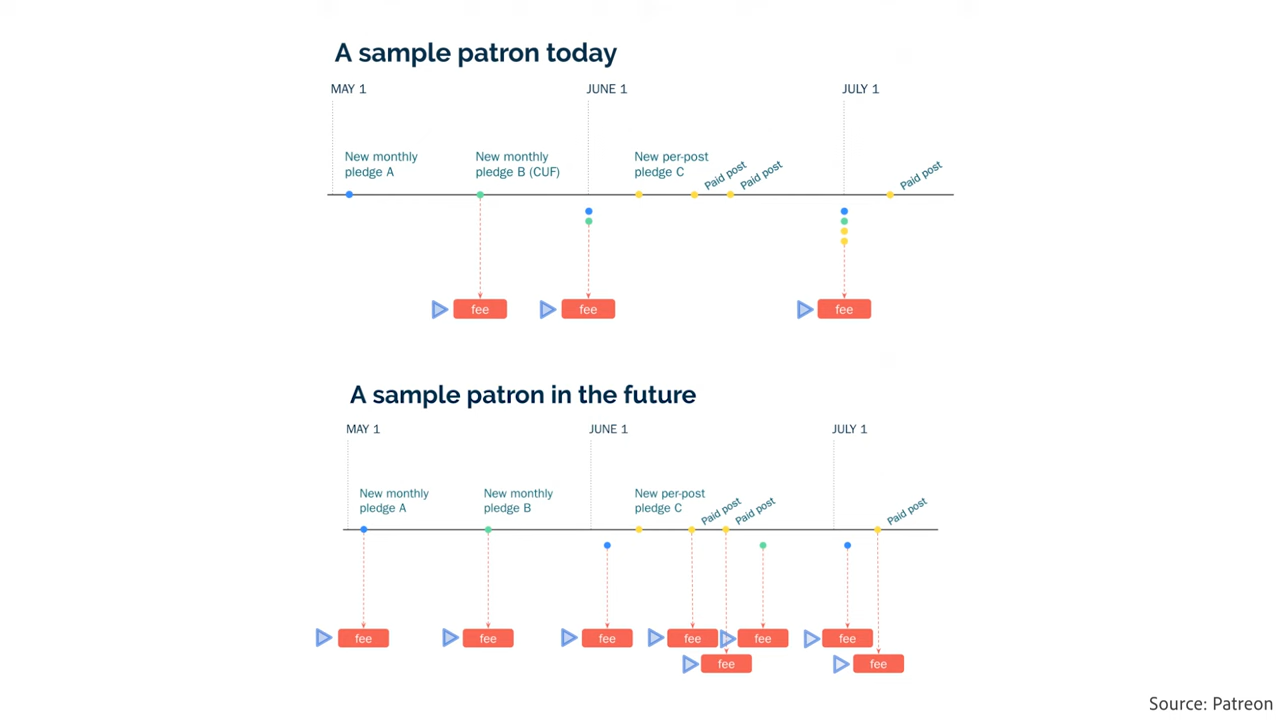 A sample patron today
MAY 1
JUNE 1
JULY 1
New monthly
pledge A
New monthly
pledge B (CUF)
New per-post
pledge C
Paid post
Paid post
Paid post
fee
fee
fee
A sample patron in the future
MAY 1
JUNE 1
JULY 1
New monthly
pledge A
New monthly
pledge B
New per-post
pledge C
Paid post
Paid post
Paid post
fee
fee
fee
fee
fee
fee
fee
fee
Source: Patreon